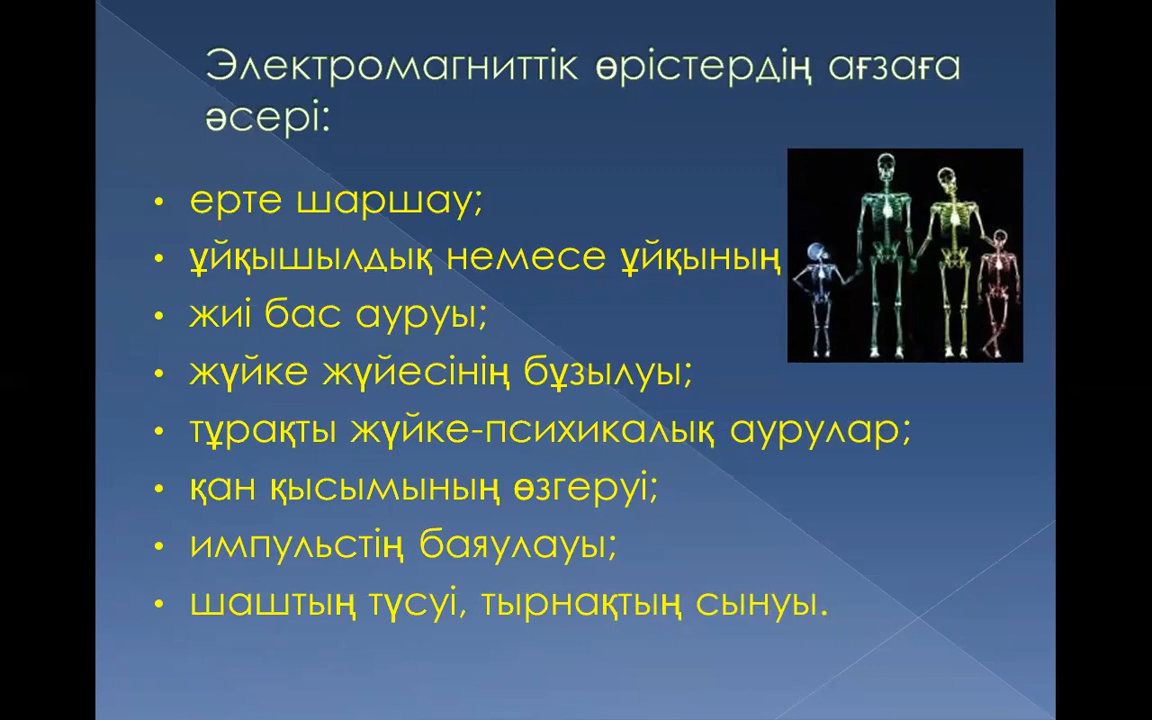 Электромагниттік өрістердің ағзаға
әсері:
• ерте шаршау;
• ұйқышылдық немесе ұйқының
• жиі бас ауруы;
• жүйке жүйесінің бұзылуы;
• тұрақты жүйке-психикалық аурулар;
• қан қысымының өзгеруі;
• импульстің баяулауы;
• шаштың түсуі, тырнақтың сынуы.